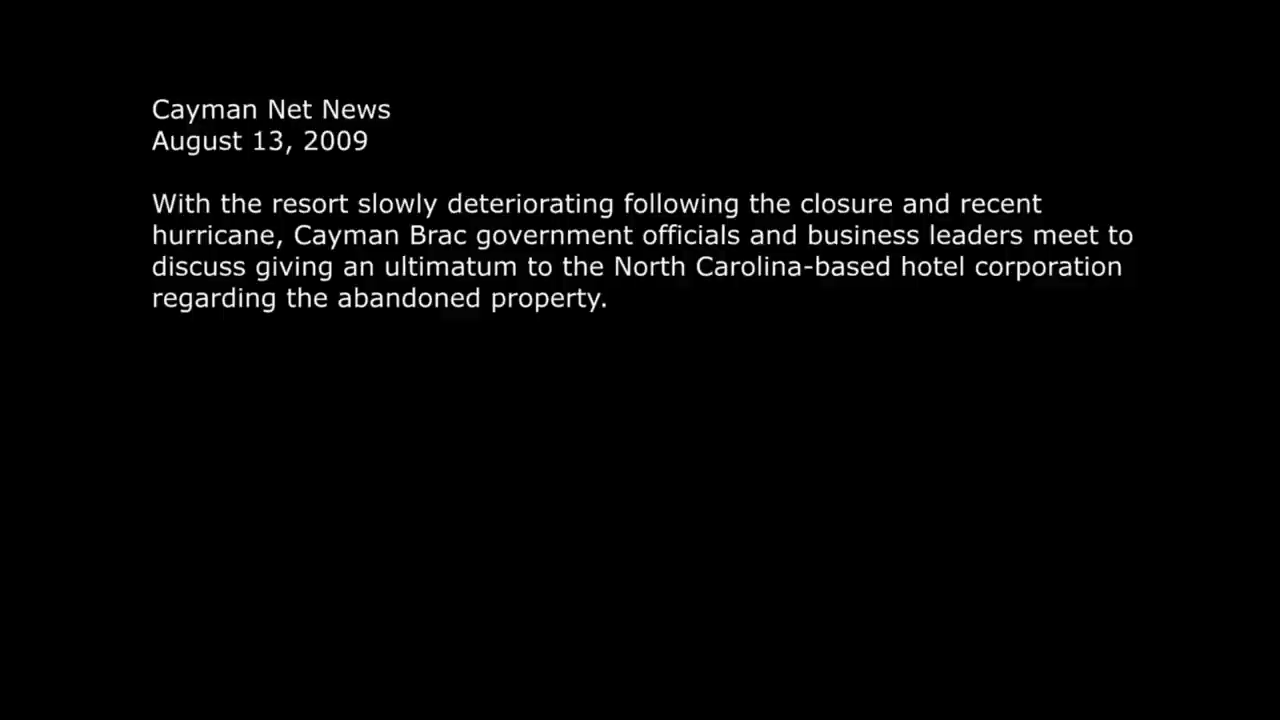 Cayman Net News
August 13, 2009
With the resort slowly deteriorating following the closure and recent
hurricane, Cayman Brac government officials and business leaders meet to
discuss giving an ultimatum to the North Carolina-based hotel corporation
regarding the abandoned property.